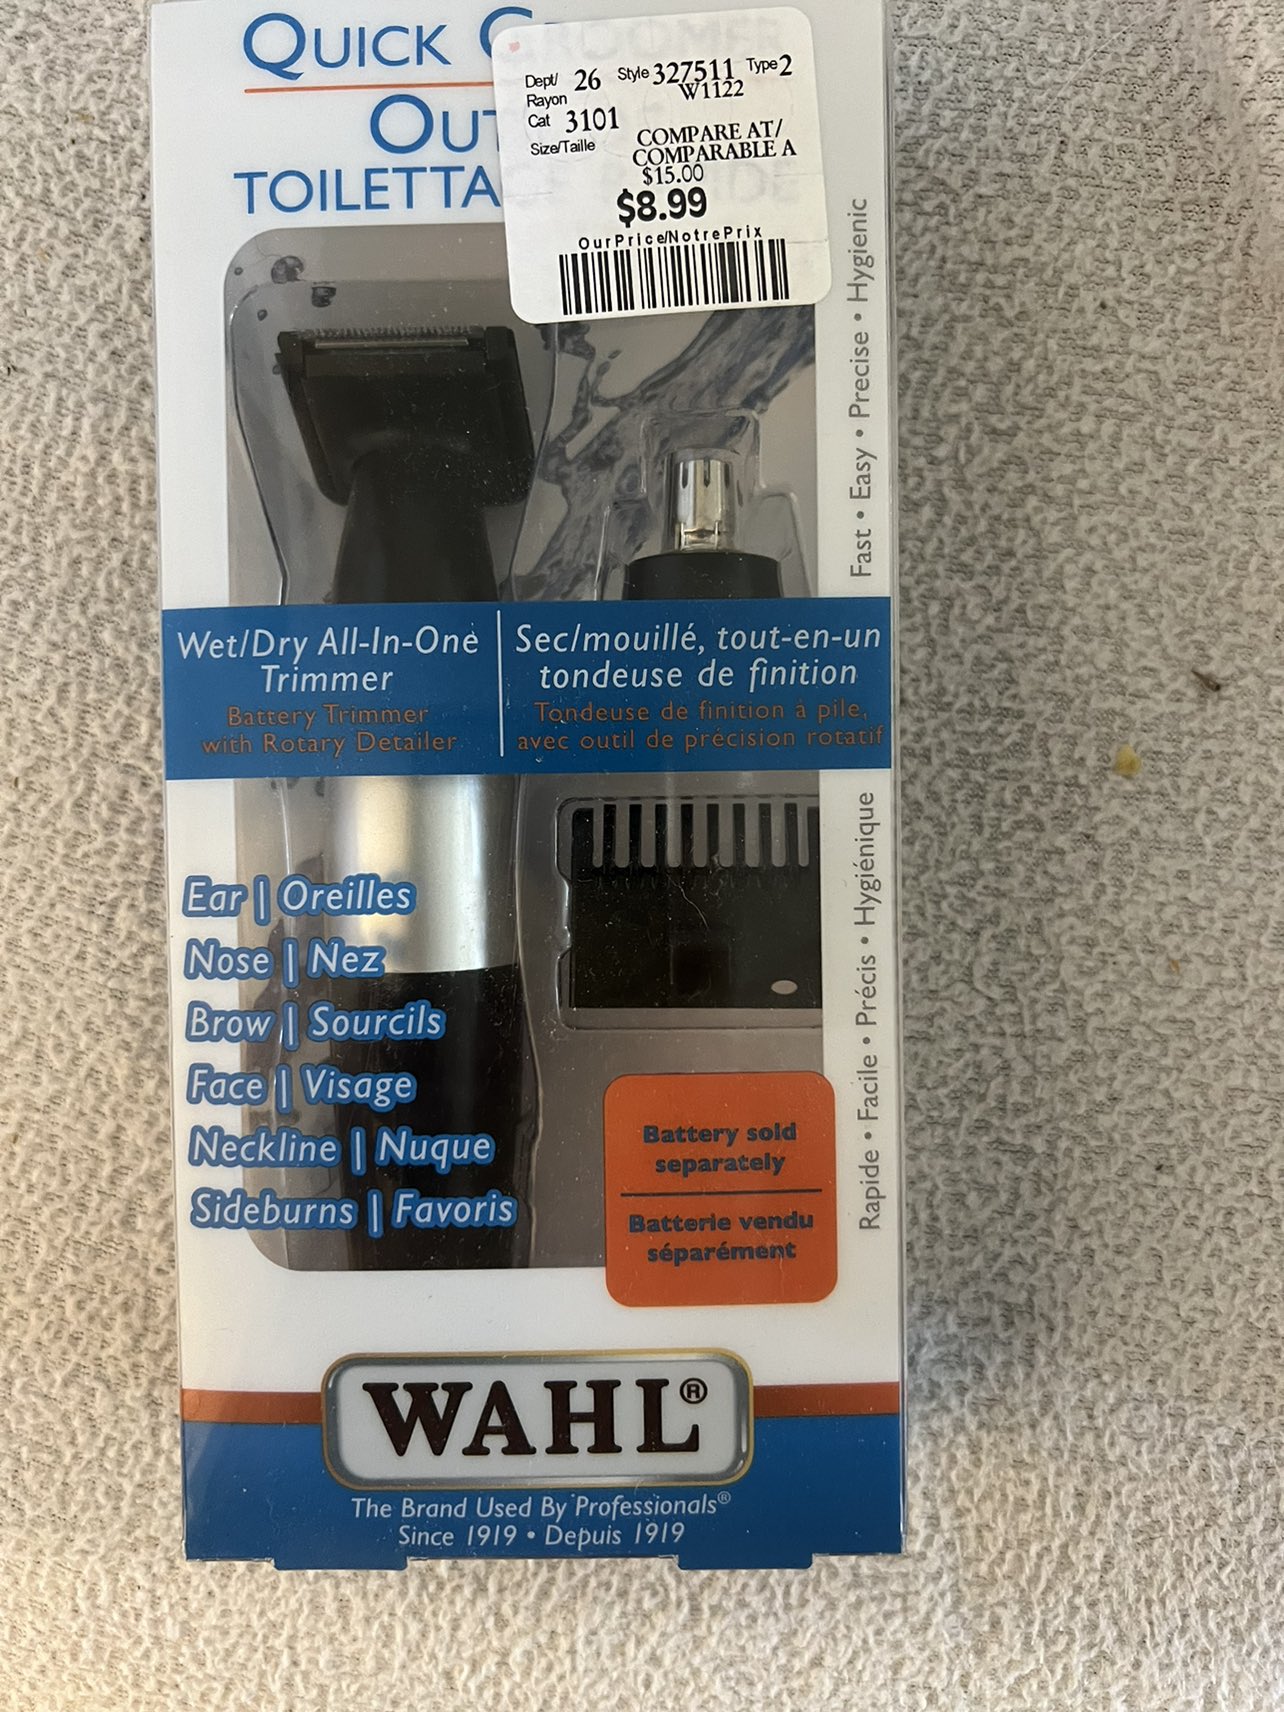 QUICK G
OUT
TOILETTA
Dept/ Rayon 26 Style 327511 Type 2
W1122
Cat 3101
Size/Taille
COMPARE AT/
COMPARABLE A
$15.00
$8.99
OurPrice/NotrePrix
Fast • Easy • Precise • Hygienic
Wet/Dry All-In-One
Trimmer
Battery Trimmer
with Rotary Detailer
Sec/mouillé, tout-en-un
tondeuse de finition
Tondeuse de finition à pile,
avec outil de précision rotatif
Rapide • Facile • Précis • Hygiénique
Ear | Oreilles
Nose | Nez
Brow | Sourcils
Face | Visage
Neckline | Nuque
Sideburns | Favoris
Battery sold
separately
Batterie vendu
séparément
WAHL®
The Brand Used By Professionals®
Since 1919 • Depuis 1919